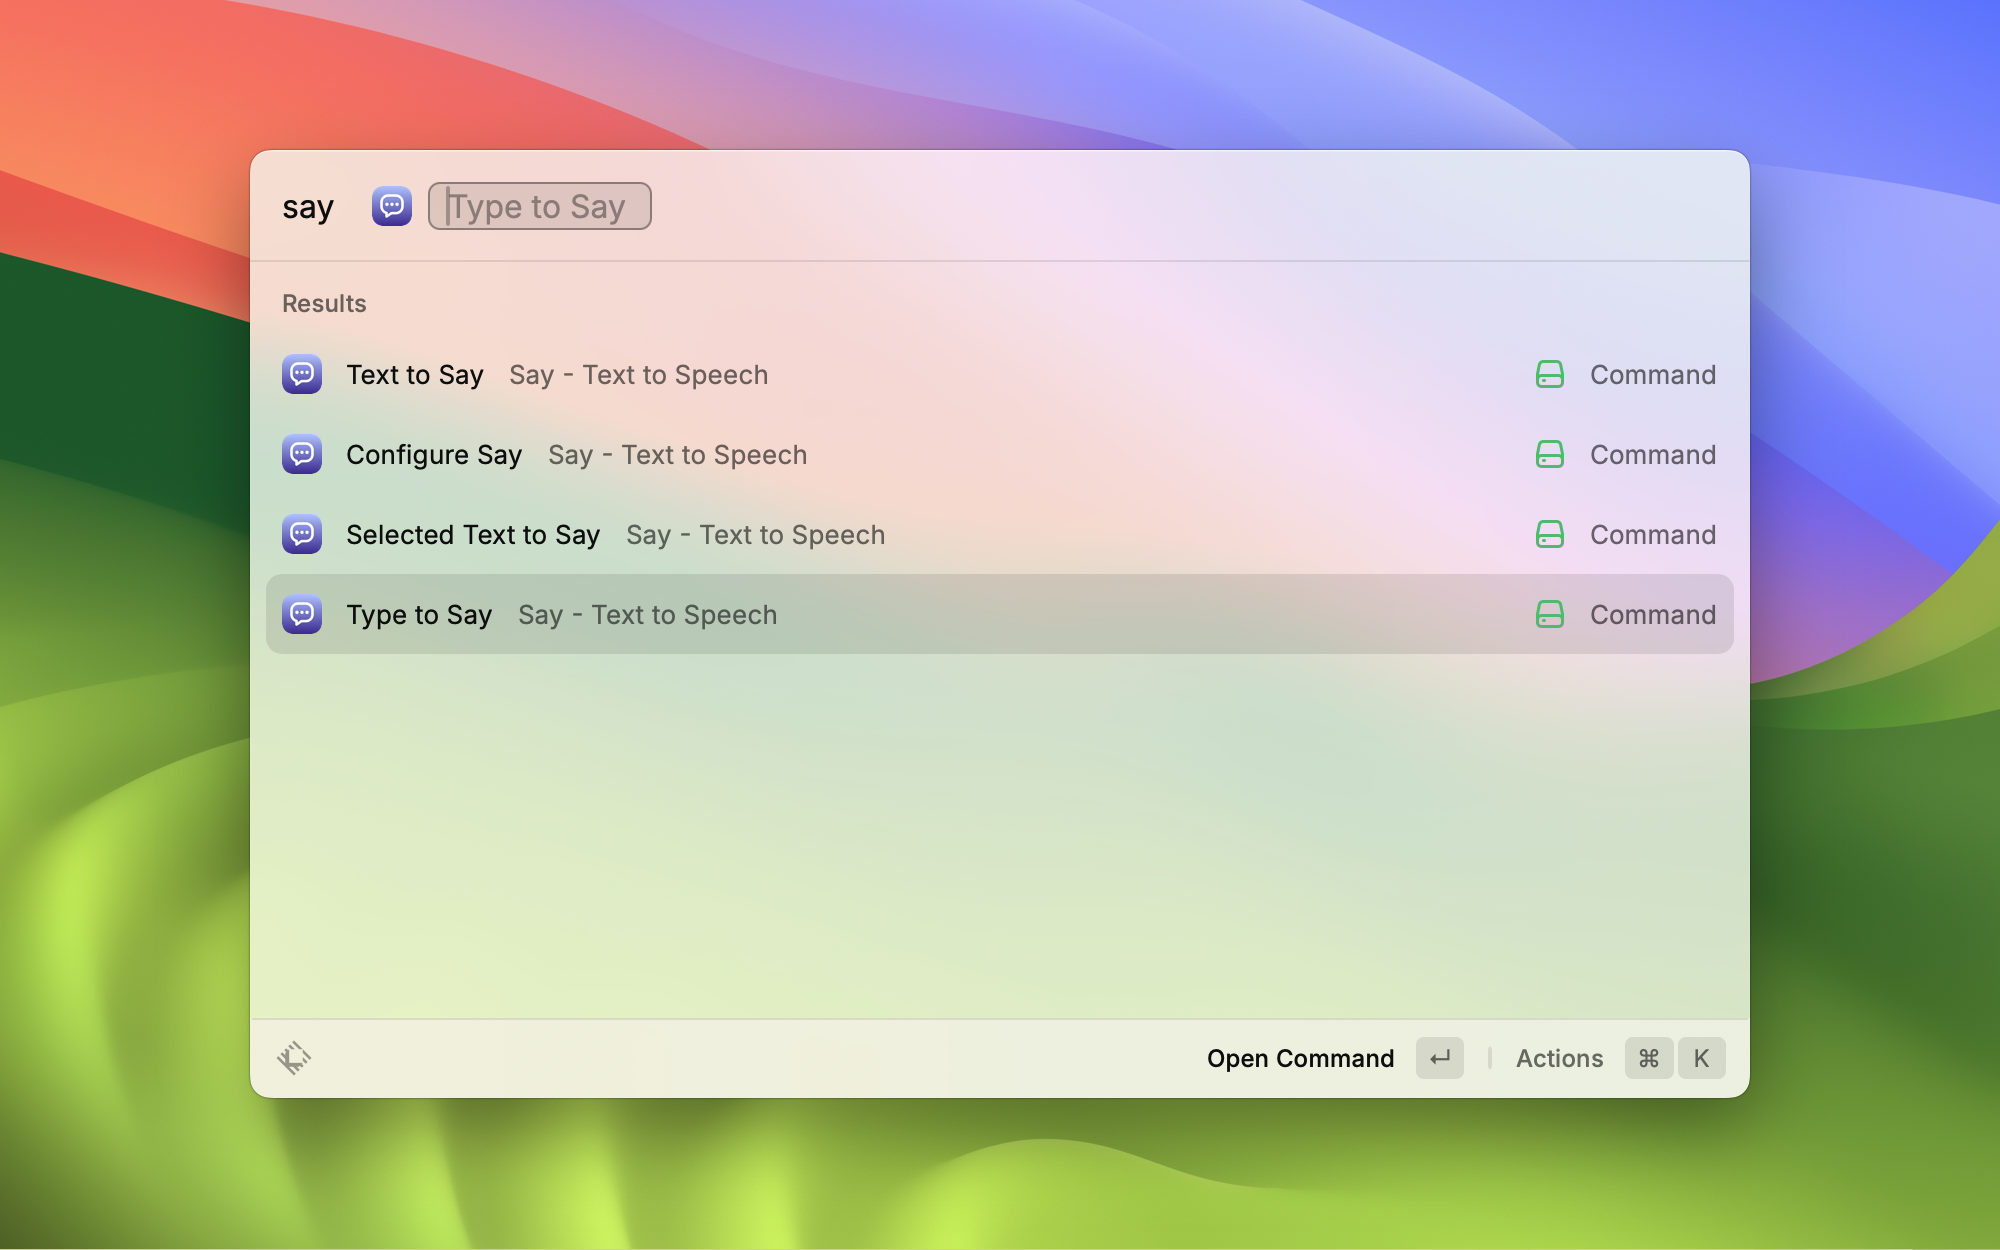 say Type to Say
Results
Text to Say Say - Text to Speech Command
Configure Say Say - Text to Speech Command
Selected Text to Say Say - Text to Speech Command
Type to Say Say - Text to Speech Command
Open Command ↵ Actions ⌘ K